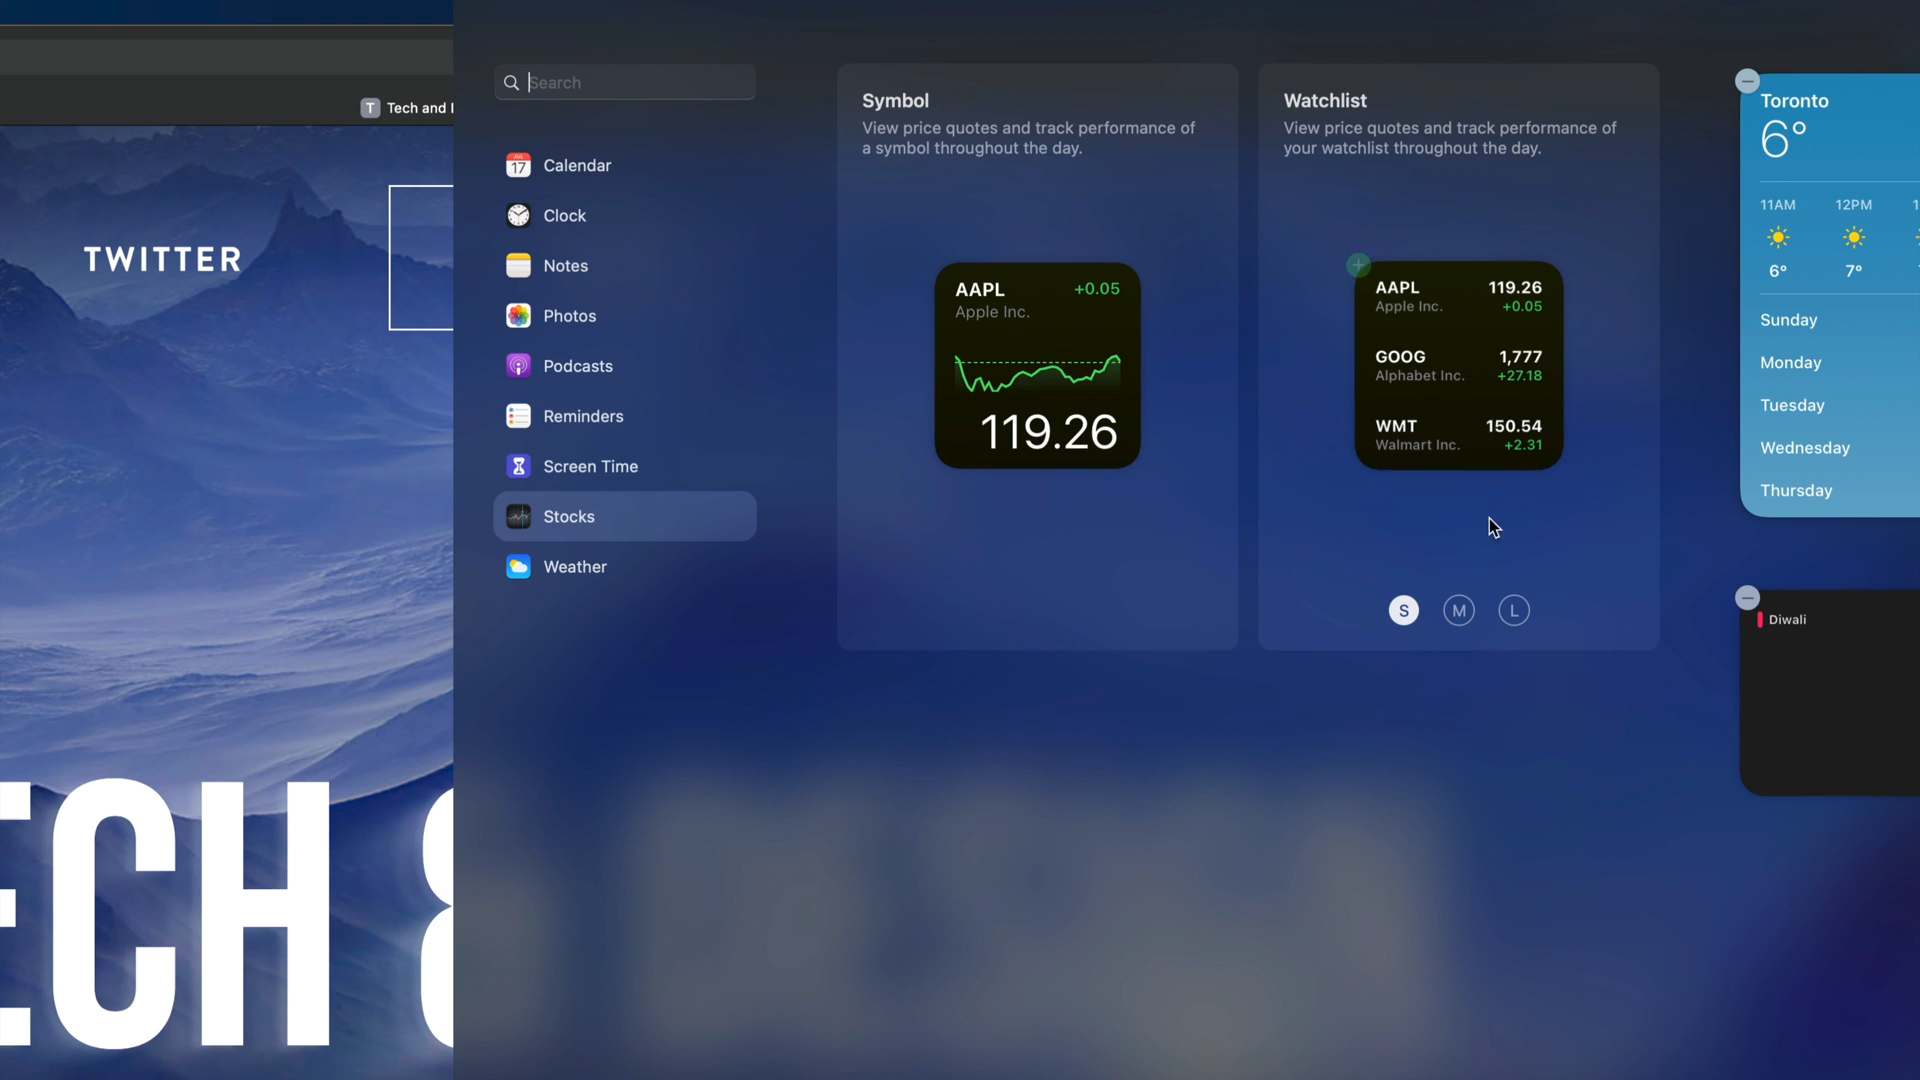 Tech and
TWITTER
ECH 8
Search
JUL
17
Calendar
Clock
Notes
Photos
Podcasts
Reminders
Screen Time
Stocks
Weather
Symbol
View price quotes and track performance of
a symbol throughout the day.
AAPL +0.05
Apple Inc.
119.26
Watchlist
View price quotes and track performance of
your watchlist throughout the day.
AAPL 119.26
Apple Inc. +0.05
GOOG 1,777
Alphabet Inc. +27.18
WMT 150.54
Walmart Inc. +2.31
S M L
Toronto
6°
11AM 12PM
6° 7°
Sunday
Monday
Tuesday
Wednesday
Thursday
Diwali